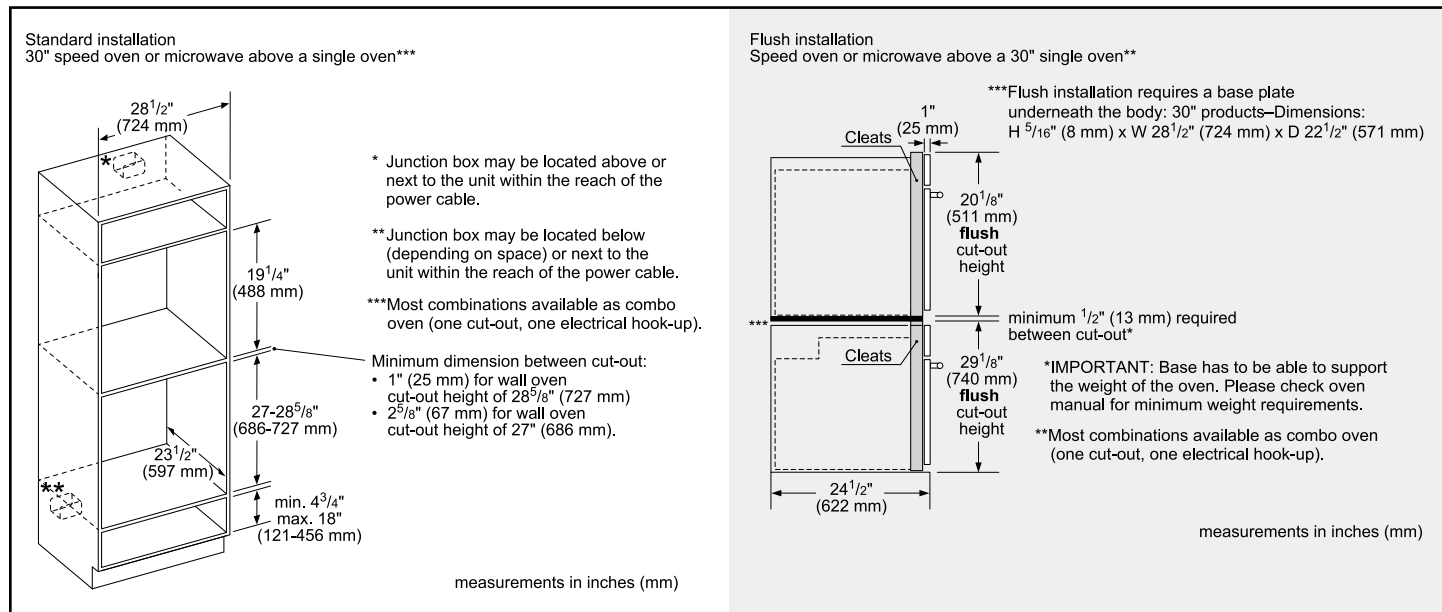 Standard installation
30" speed oven or microwave above a single oven***
28 1/2"
(724 mm)
*
* Junction box may be located above or
next to the unit within the reach of the
power cable.
** Junction box may be located below
(depending on space) or next to the
unit within the reach of the power cable.
***Most combinations available as combo
oven (one cut-out, one electrical hook-up).
19 1/4"
(488 mm)
Minimum dimension between cut-out:
• 1" (25 mm) for wall oven
cut-out height of 28 5/8" (727 mm)
• 2 5/8" (67 mm) for wall oven
cut-out height of 27" (686 mm).
27-28 5/8"
(686-727 mm)
23 1/2"
(597 mm)
**
min. 4 3/4"
max. 18"
(121-456 mm)
measurements in inches (mm)
Flush installation
Speed oven or microwave above a 30" single oven**
***Flush installation requires a base plate
underneath the body: 30" products–Dimensions:
H 5/16" (8 mm) x W 28 1/2" (724 mm) x D 22 1/2" (571 mm)
1"
(25 mm)
Cleats
20 1/8"
(511 mm)
flush
cut-out
height
***
minimum 1/2" (13 mm) required
between cut-out*
Cleats
29 1/8"
(740 mm)
flush
cut-out
height
*IMPORTANT: Base has to be able to support
the weight of the oven. Please check oven
manual for minimum weight requirements.
**Most combinations available as combo oven
(one cut-out, one electrical hook-up).
24 1/2"
(622 mm)
measurements in inches (mm)